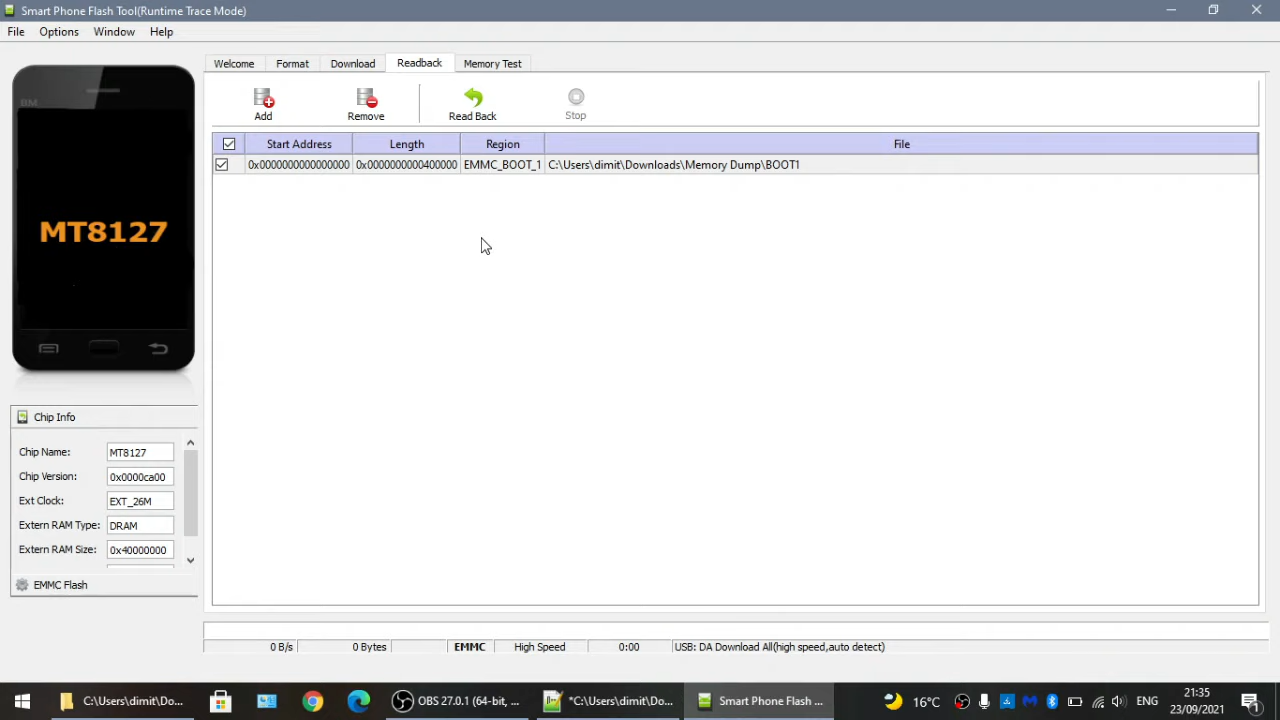 Smart Phone Flash Tool(Runtime Trace Mode)
File Options Window Help
Welcome Format Download Readback Memory Test
BM
Add Remove Read Back Stop
Start Address Length Region File
0x0000000000000000 0x0000000000400000 EMMC_BOOT_1 C:\Users\dimit\Downloads\Memory Dump\BOOT1
MT8127
Chip Info
Chip Name: MT8127
Chip Version: 0x0000ca00
Ext Clock: EXT_26M
Extern RAM Type: DRAM
Extern RAM Size: 0x40000000
EMMC Flash
0 B/s 0 Bytes EMMC High Speed 0:00 USB: DA Download All(high speed,auto detect)
C:\Users\dimit\Do... OBS 27.0.1 (64-bit, ... *C:\Users\dimit\Do... Smart Phone Flash ... 16°C ENG 21:35
23/09/2021 1